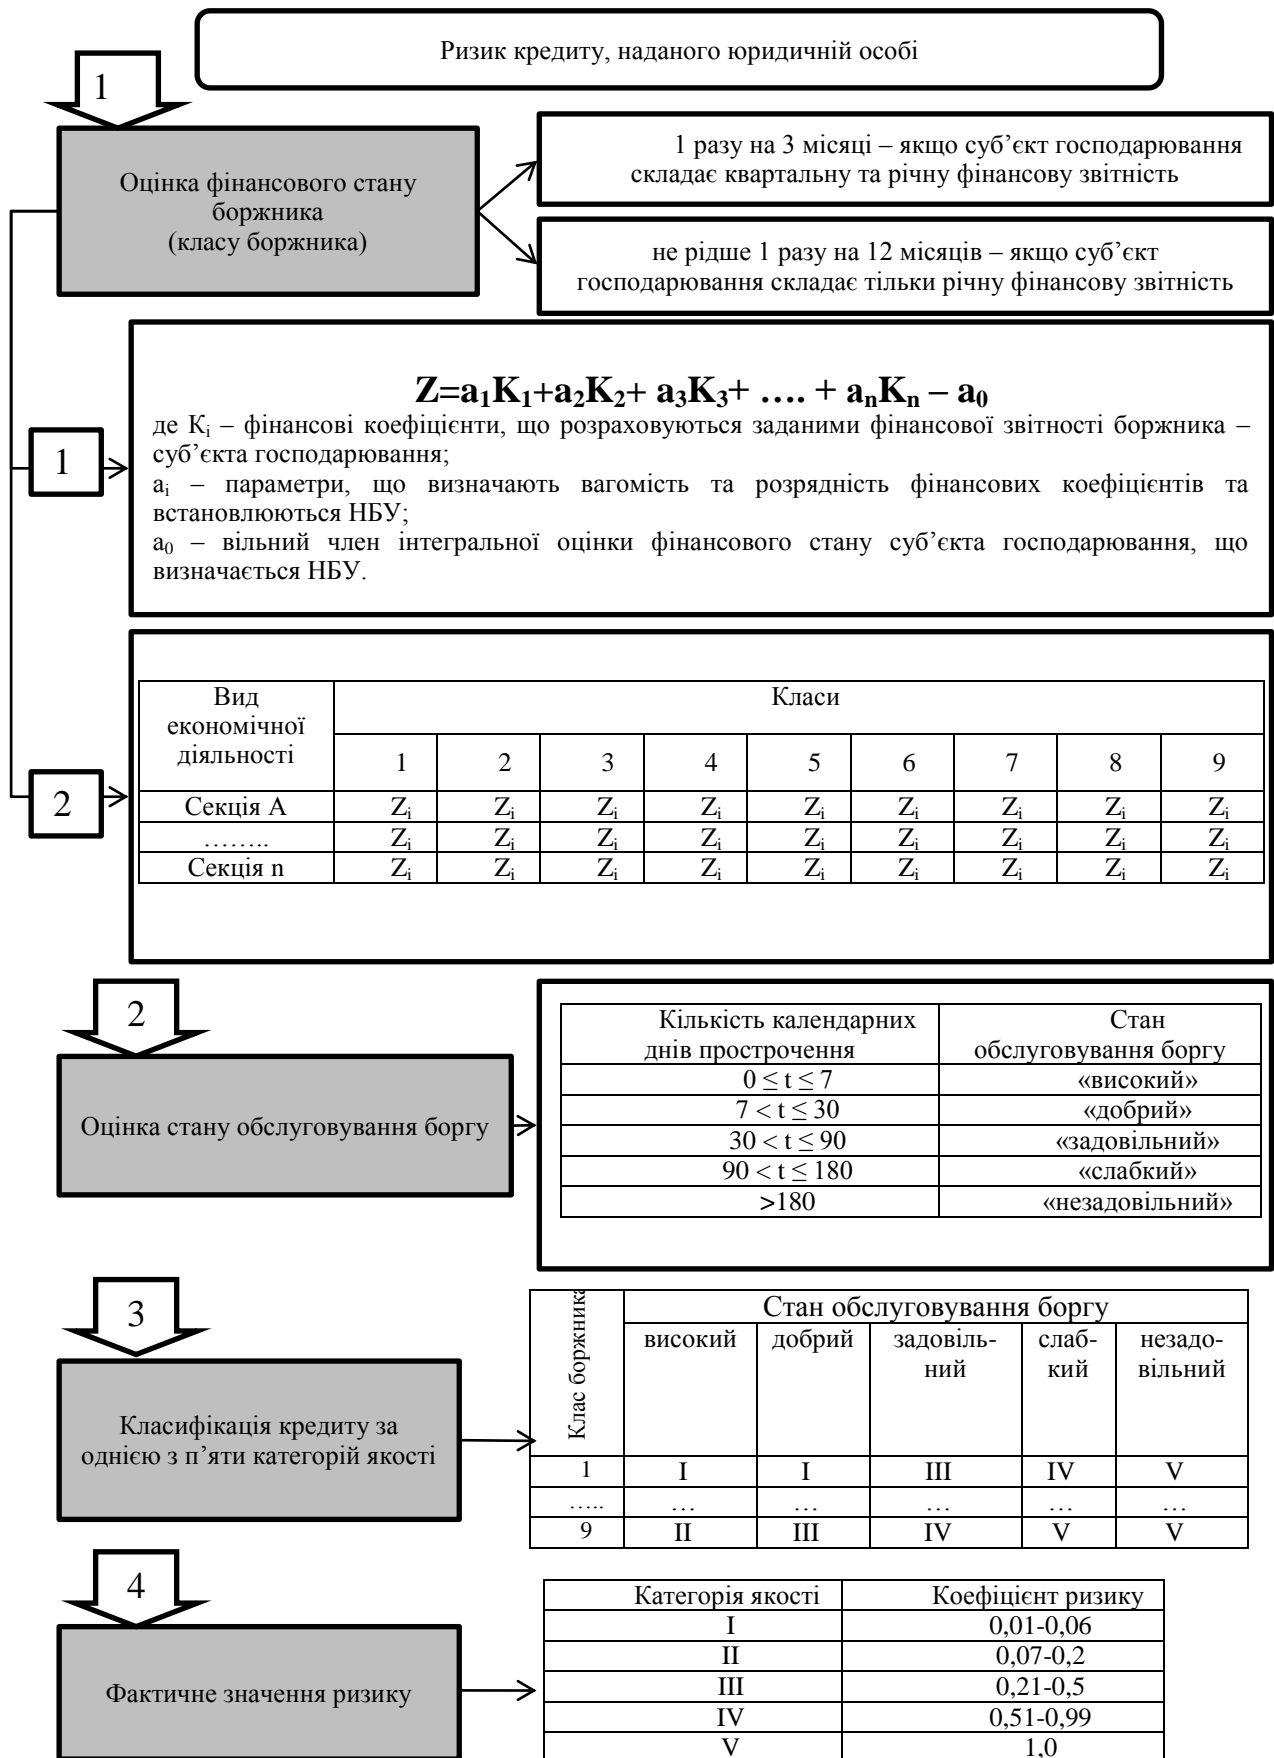 Ризик кредиту, наданого юридичній особі
1
Оцінка фінансового стану
боржника
(класу боржника)
1 разу на 3 місяці – якщо суб’єкт господарювання
складає квартальну та річну фінансову звітність
не рідше 1 разу на 12 місяців – якщо суб’єкт
господарювання складає тільки річну фінансову звітність
1
Z=a₁K₁+a₂K₂+ a₃K₃+ …. + aₙKₙ – a₀
де Kᵢ – фінансові коефіцієнти, що розраховуються заданими фінансової звітності боржника –
суб’єкта господарювання;
aᵢ – параметри, що визначають вагомість та розрядність фінансових коефіцієнтів та
встановлюються НБУ;
a₀ – вільний член інтегральної оцінки фінансового стану суб’єкта господарювання, що
визначається НБУ.
2
Вид
економічної
діяльності
Класи
1 2 3 4 5 6 7 8 9
Секція А Zᵢ Zᵢ Zᵢ Zᵢ Zᵢ Zᵢ Zᵢ Zᵢ Zᵢ
…….. Zᵢ Zᵢ Zᵢ Zᵢ Zᵢ Zᵢ Zᵢ Zᵢ Zᵢ
Секція n Zᵢ Zᵢ Zᵢ Zᵢ Zᵢ Zᵢ Zᵢ Zᵢ Zᵢ
2
Оцінка стану обслуговування боргу
Кількість календарних
днів прострочення
Стан
обслуговування боргу
0 ≤ t ≤ 7 «високий»
7 < t ≤ 30 «добрий»
30 < t ≤ 90 «задовільний»
90 < t ≤ 180 «слабкий»
>180 «незадовільний»
3
Класифікація кредиту за
однією з п’яти категорій якості
Клас боржника
Стан обслуговування боргу
високий добрий задовіль- слаб- незадо-
ний кий вільний
1 I I III IV V
….. … … … … …
9 II III IV V V
4
Фактичне значення ризику
Категорія якості Коефіцієнт ризику
I 0,01-0,06
II 0,07-0,2
III 0,21-0,5
IV 0,51-0,99
V 1,0